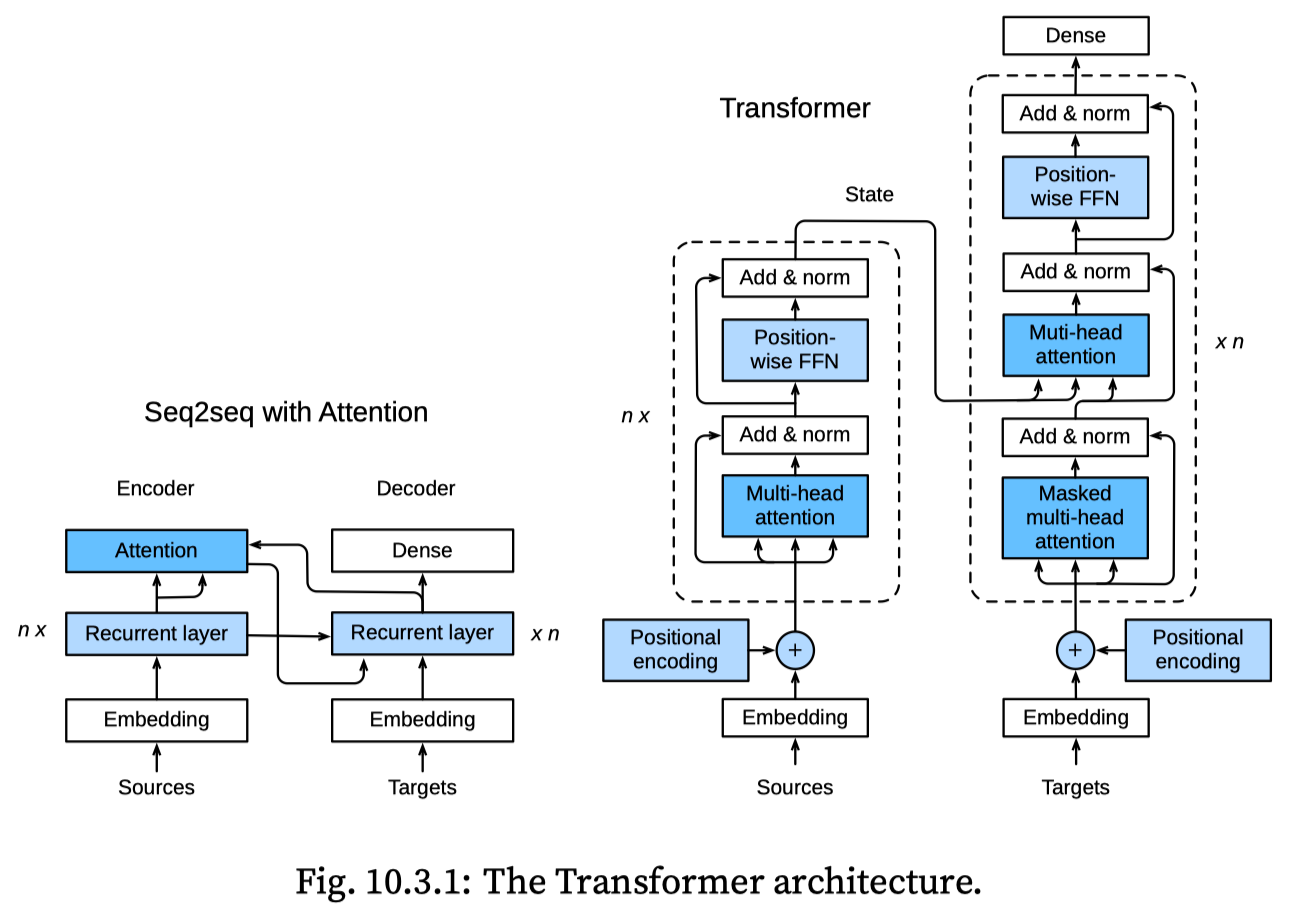 Seq2seq with Attention
Encoder
Decoder
Attention
Dense
n x
Recurrent layer
Recurrent layer
x n
Embedding
Embedding
Sources
Targets
Transformer
State
n x
Add & norm
Position-
wise FFN
Add & norm
Multi-head
attention
Positional
encoding
+
Embedding
Sources
Dense
Add & norm
Position-
wise FFN
Add & norm
Muti-head
attention
x n
Add & norm
Masked
multi-head
attention
+
Positional
encoding
Embedding
Targets
Fig. 10.3.1: The Transformer architecture.